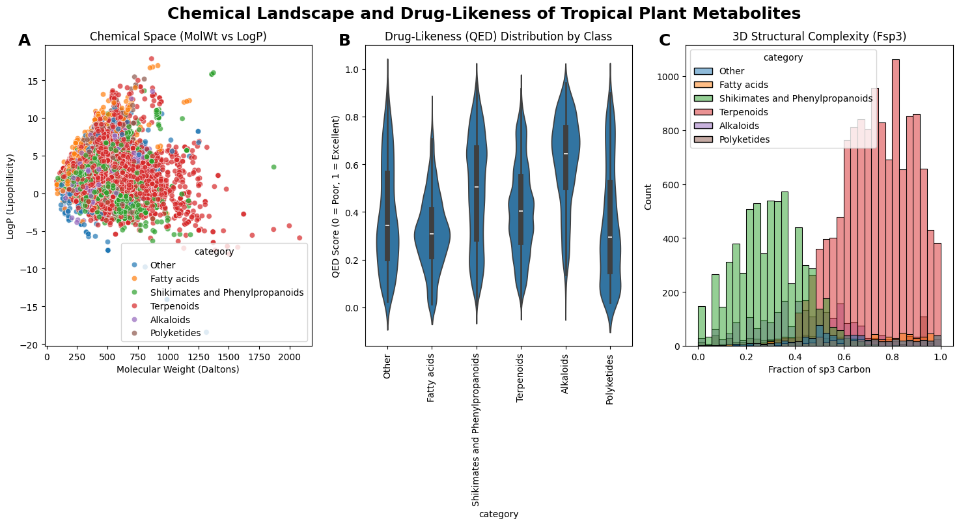 Chemical Landscape and Drug-Likeness of Tropical Plant Metabolites
A
Chemical Space (MolWt vs LogP)
LogP (Lipophilicity)
15
10
5
0
−5
−10
−15
−20
0 250 500 750 1000 1250 1500 1750 2000
Molecular Weight (Daltons)
category
Other
Fatty acids
Shikimates and Phenylpropanoids
Terpenoids
Alkaloids
Polyketides
B
Drug-Likeness (QED) Distribution by Class
QED Score (0 = Poor, 1 = Excellent)
1.0
0.8
0.6
0.4
0.2
0.0
Other
Fatty acids
Shikimates and Phenylpropanoids
Terpenoids
Alkaloids
Polyketides
category
C
3D Structural Complexity (Fsp3)
Count
1000
800
600
400
200
0
0.0 0.2 0.4 0.6 0.8 1.0
Fraction of sp3 Carbon
category
Other
Fatty acids
Shikimates and Phenylpropanoids
Terpenoids
Alkaloids
Polyketides